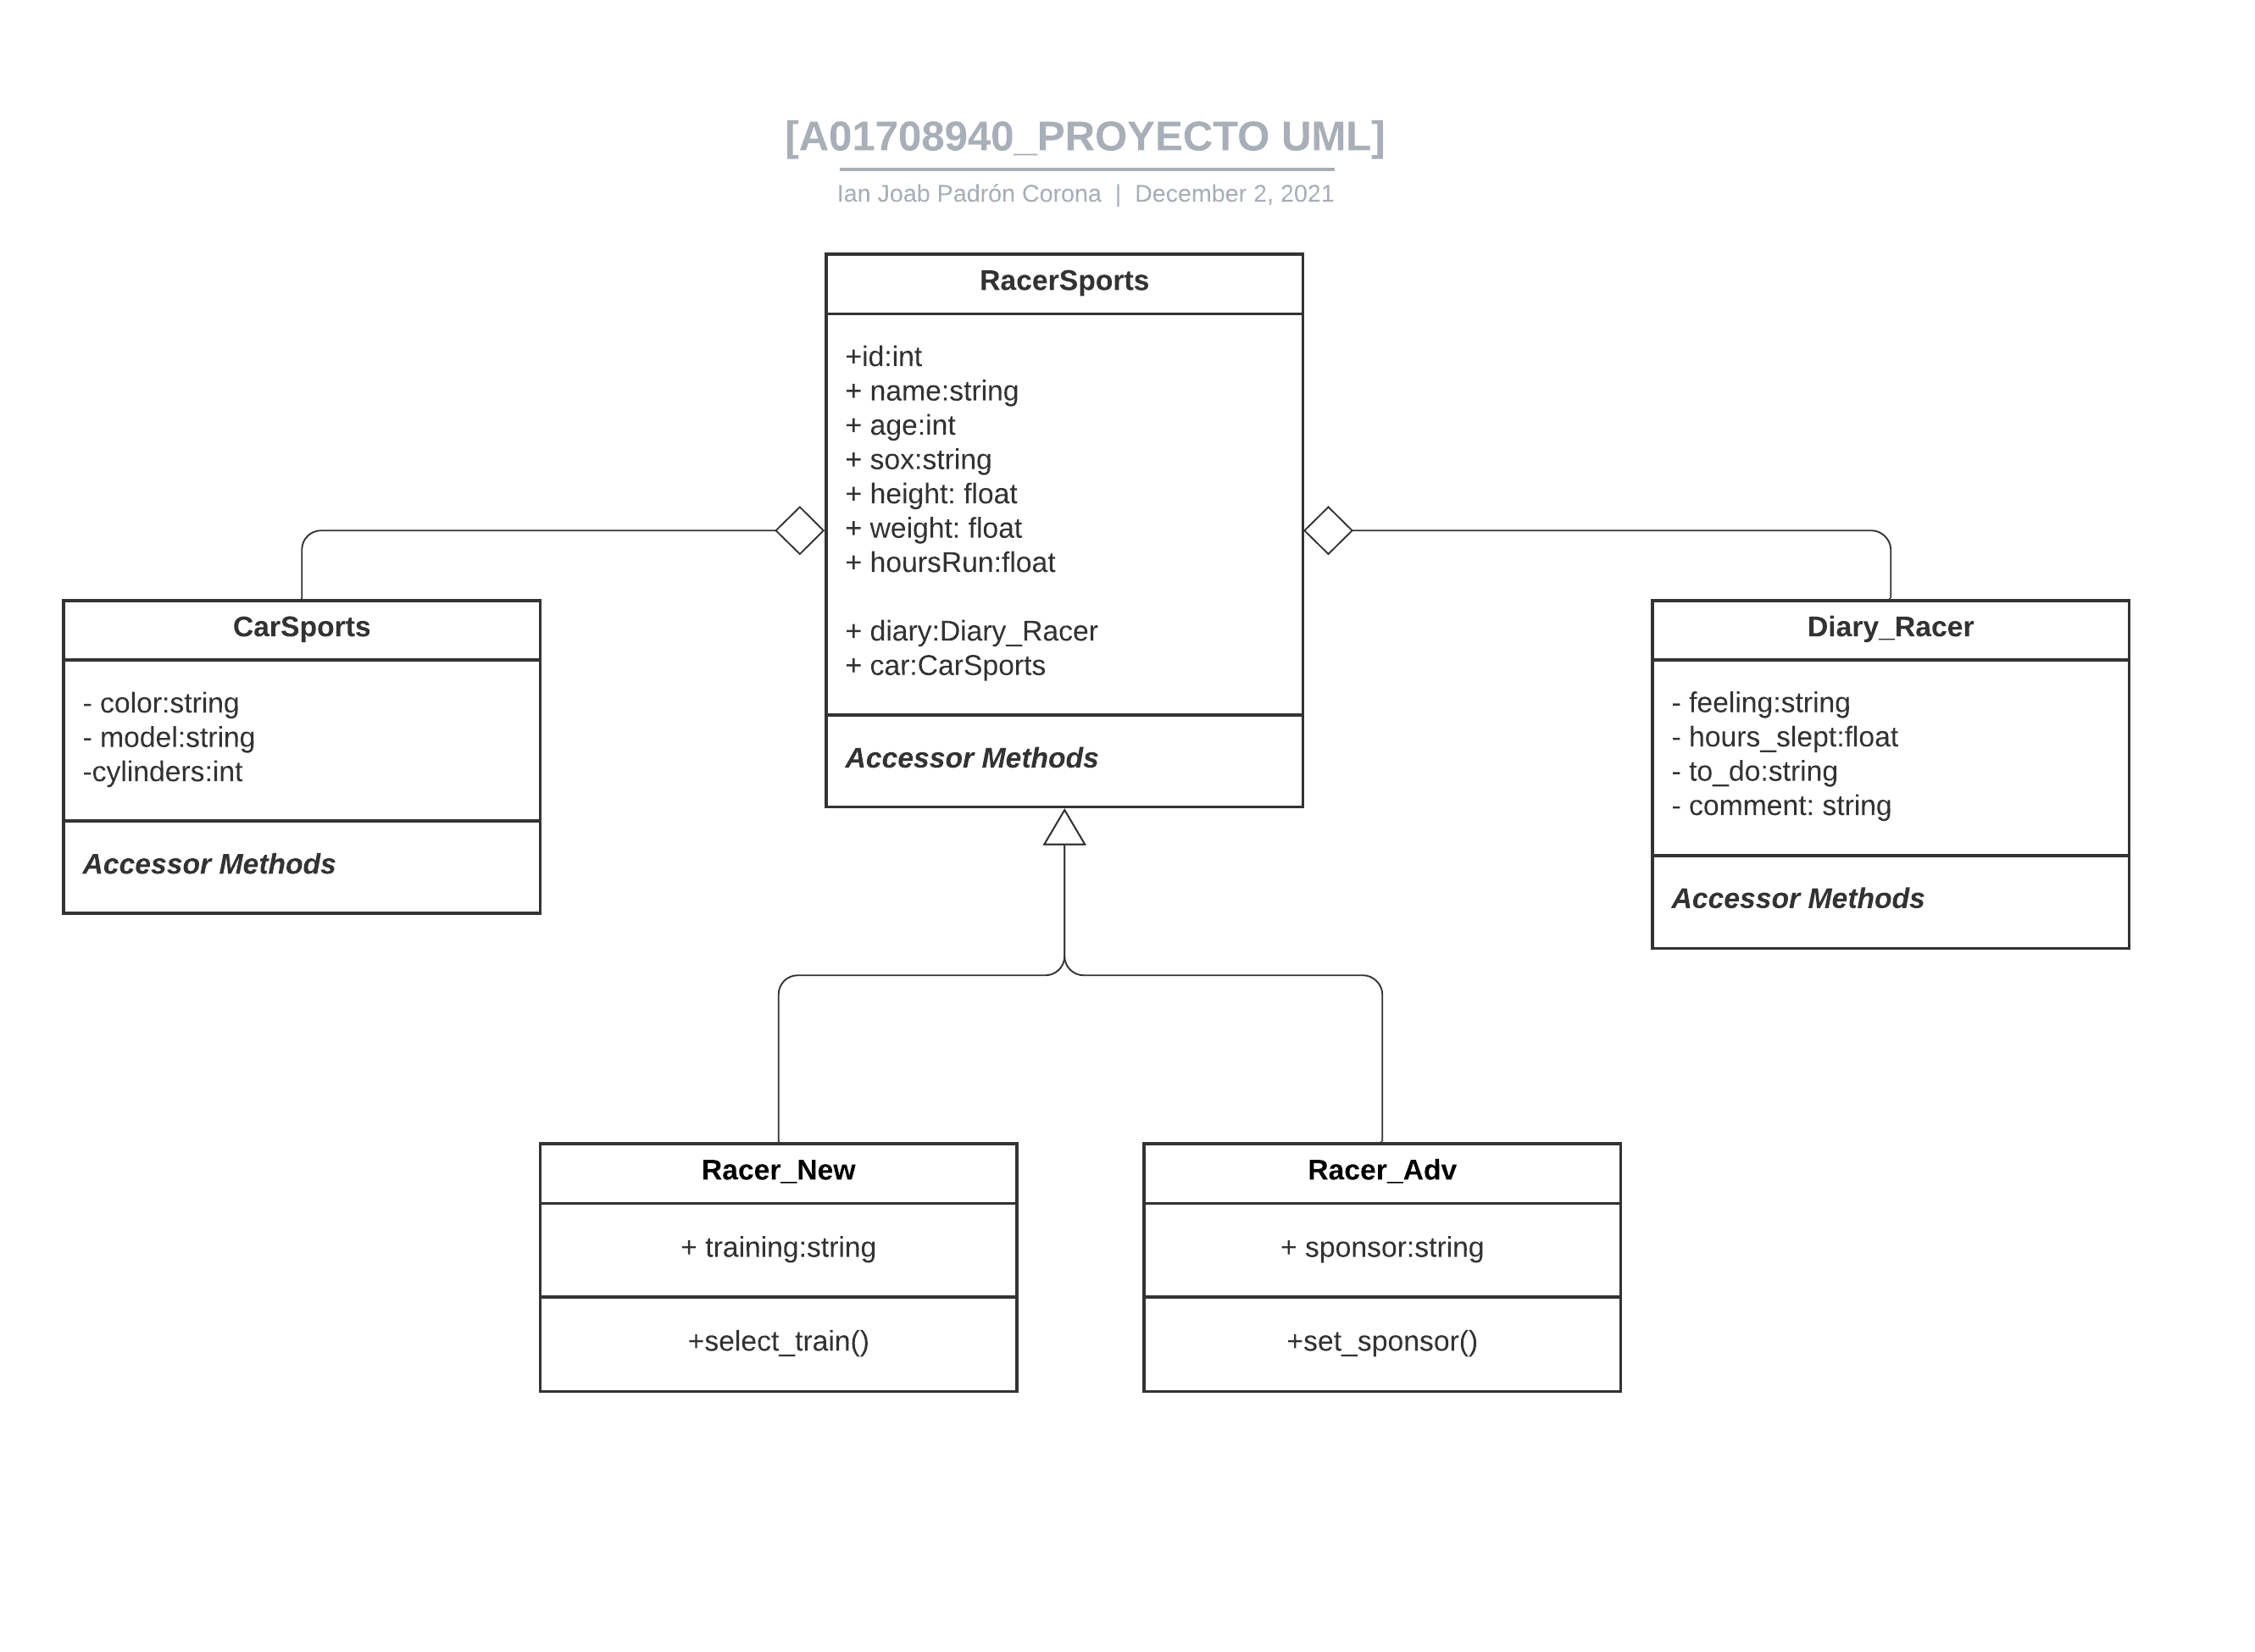 [A01708940_PROYECTO UML]
Ian Joab Padrón Corona | December 2, 2021
RacerSports
+id:int
+ name:string
+ age:int
+ sox:string
+ height: float
+ weight: float
+ hoursRun:float
+ diary:Diary_Racer
+ car:CarSports
Accessor Methods
CarSports
- color:string
- model:string
-cylinders:int
Accessor Methods
Diary_Racer
- feeling:string
- hours_slept:float
- to_do:string
- comment: string
Accessor Methods
Racer_New
+ training:string
+select_train()
Racer_Adv
+ sponsor:string
+set_sponsor()